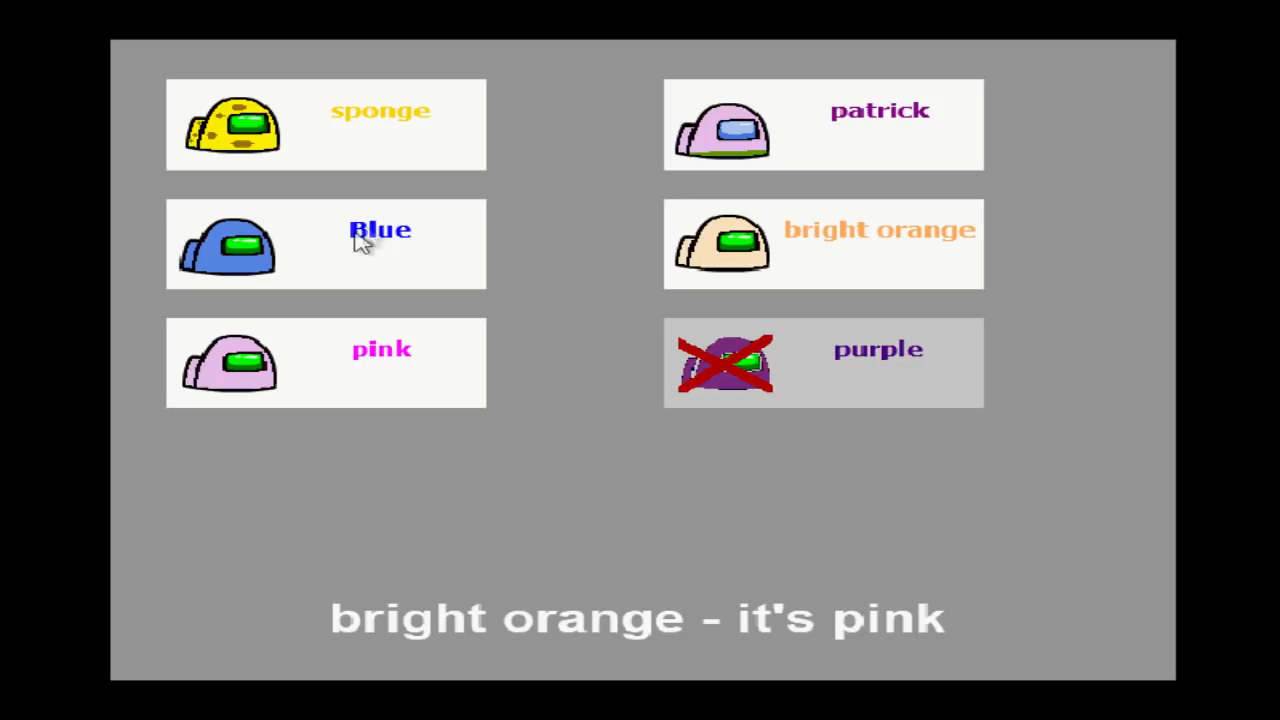 sponge
patrick
Blue
bright orange
pink
purple
bright orange - it's pink